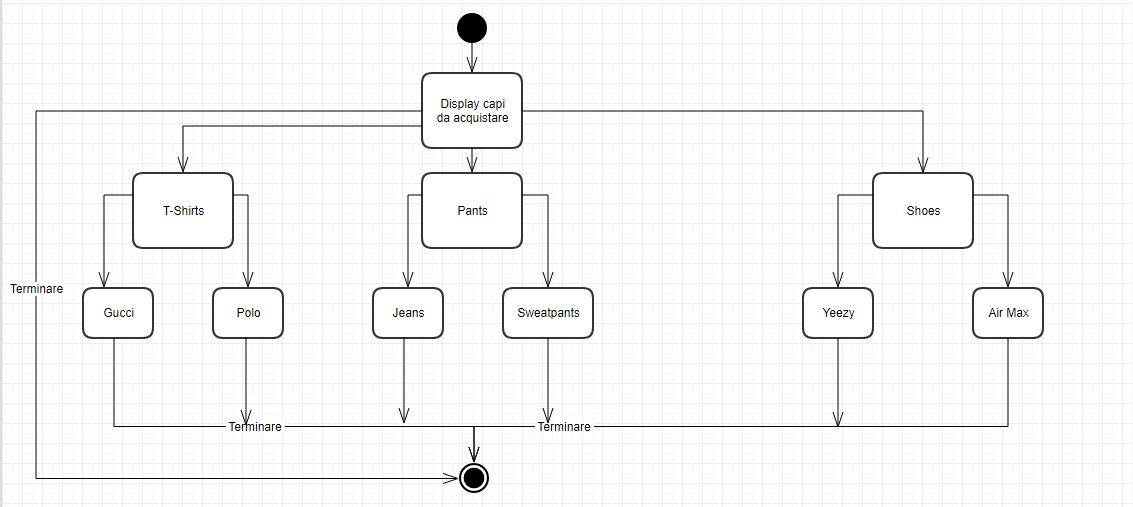 Display capi
da acquistare
T-Shirts
Pants
Shoes
Terminare
Gucci
Polo
Jeans
Sweatpants
Yeezy
Air Max
Terminare
Terminare